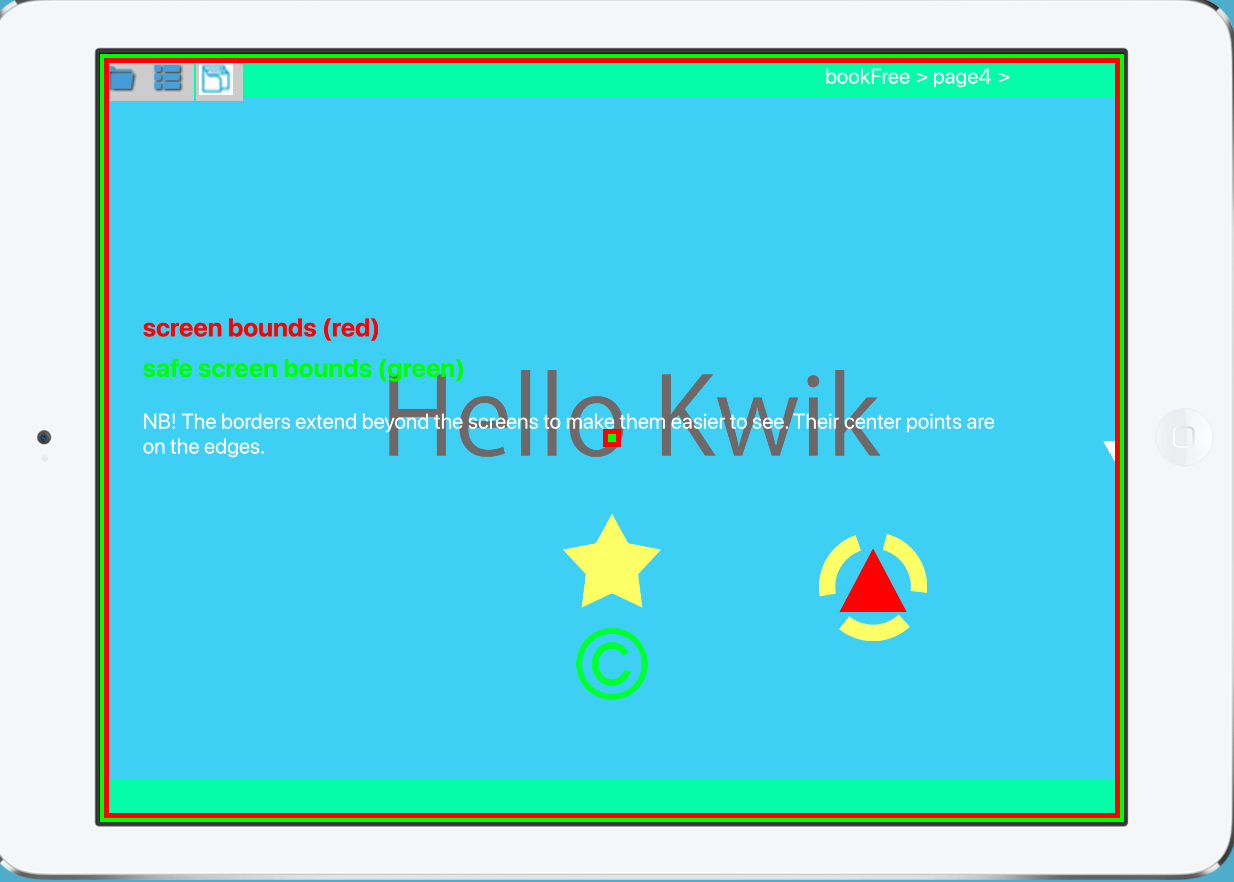 bookFree > page4 >
screen bounds (red)
safe screen bounds (green)
Hello Kwik
NB! The borders extend beyond the screens to make them easier to see. Their center points are
on the edges.
©